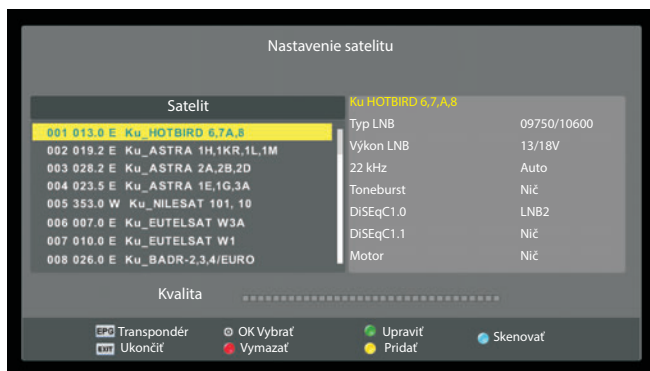 Nastavenie satelitu
Satelit
001 013.0 E Ku_HOTBIRD 6,7A,8
002 019.2 E Ku_ASTRA 1H,1KR,1L,1M
003 028.2 E Ku_ASTRA 2A,2B,2D
004 023.5 E Ku_ASTRA 1E,1G,3A
005 353.0 W Ku_NILESAT 101, 10
006 007.0 E Ku_EUTELSAT W3A
007 010.0 E Ku_EUTELSAT W1
008 026.0 E Ku_BADR-2,3,4/EURO
Ku HOTBIRD 6,7,A,8
Typ LNB 09750/10600
Výkon LNB 13/18V
22 kHz Auto
Toneburst Nič
DiSEqC1.0 LNB2
DiSEqC1.1 Nič
Motor Nič
Kvalita
EPG Transpondér OK Vybrať Upraviť Skenovať
EXIT Ukončiť Vymazať Pridať